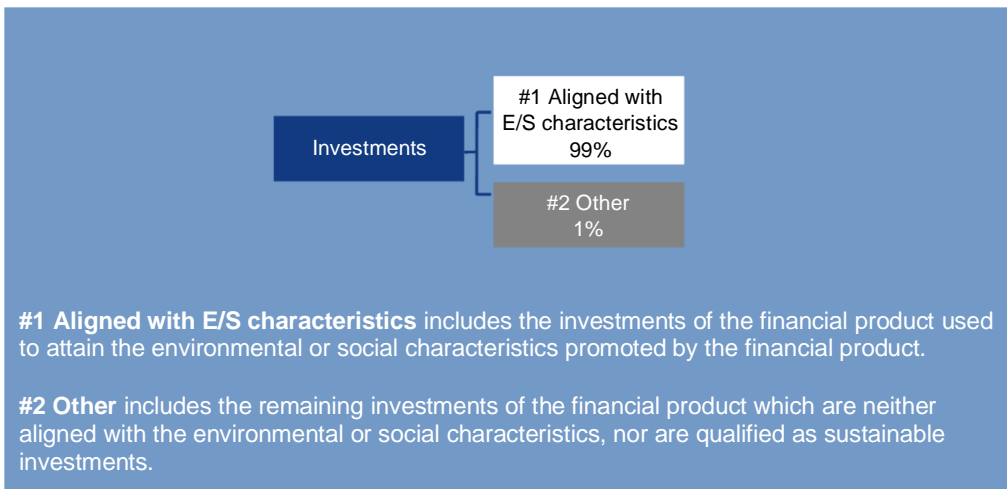 #1 Aligned with
E/S characteristics
99%
Investments
#2 Other
1%
#1 Aligned with E/S characteristics includes the investments of the financial product used
to attain the environmental or social characteristics promoted by the financial product.
#2 Other includes the remaining investments of the financial product which are neither
aligned with the environmental or social characteristics, nor are qualified as sustainable
investments.